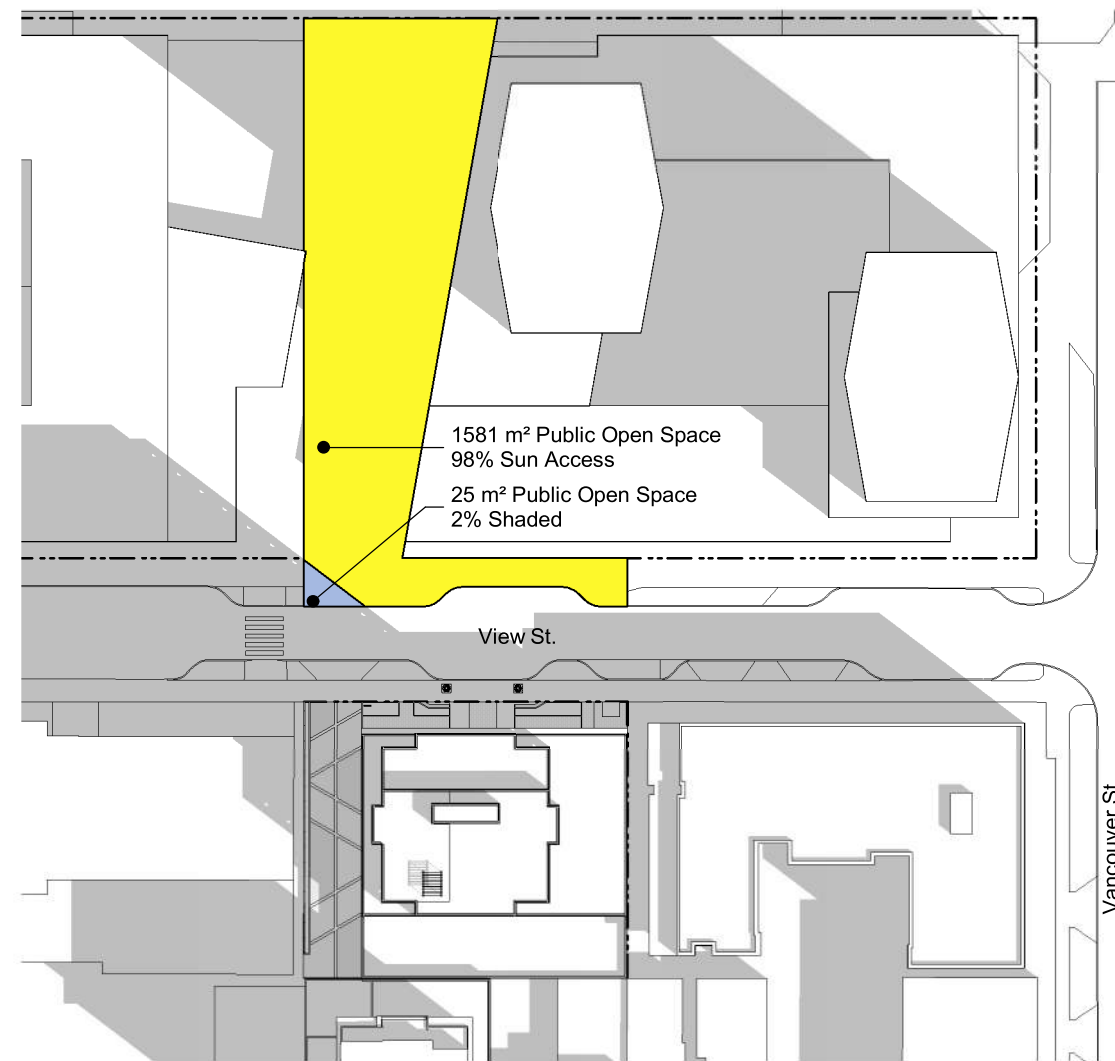 1581 m² Public Open Space
98% Sun Access
25 m² Public Open Space
2% Shaded
View St.
Vancouver St